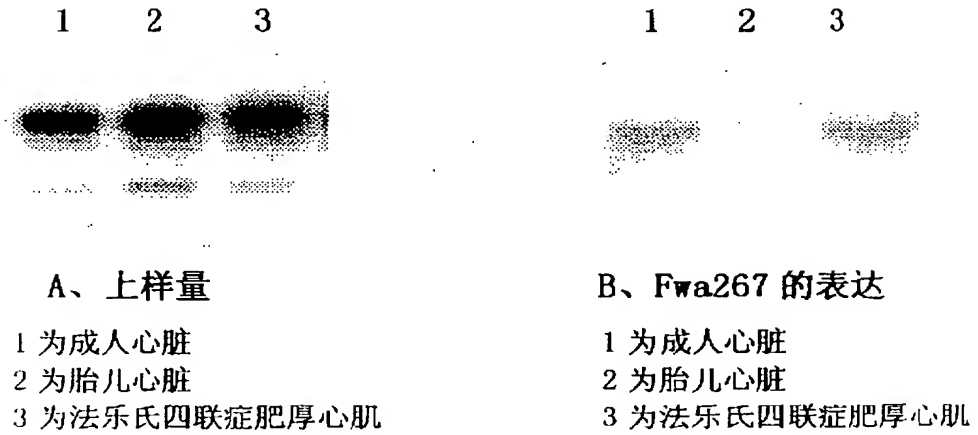 1 2 3
1 2 3
A、上样量
1 为成人心脏
2 为胎儿心脏
3 为法乐氏四联症肥厚心肌
B、Fwa267 的表达
1 为成人心脏
2 为胎儿心脏
3 为法乐氏四联症肥厚心肌